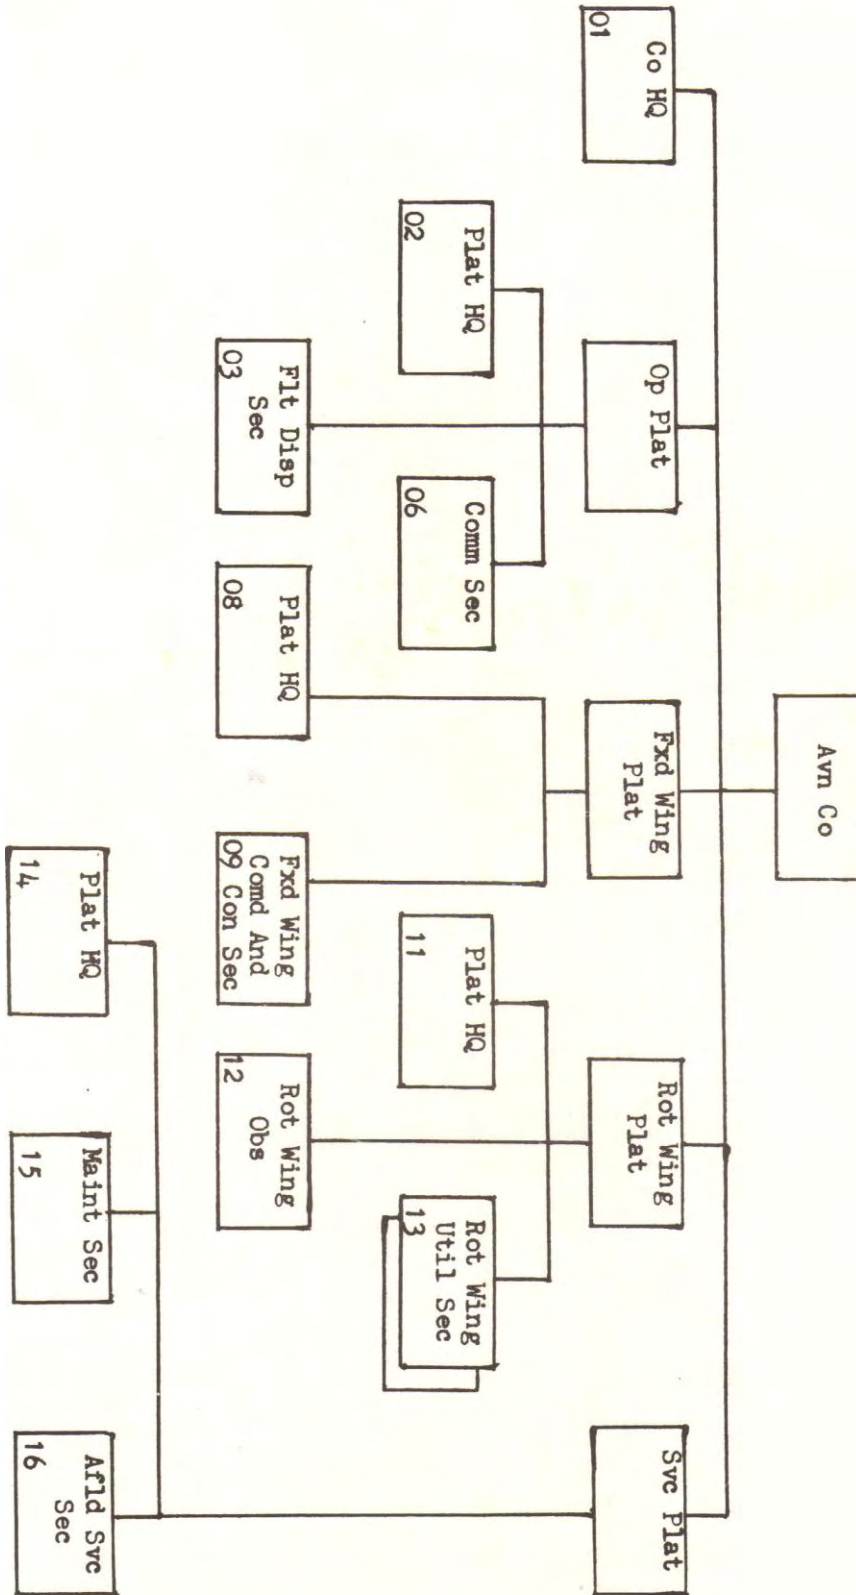 Avn Co
Co HQ
01
Op Plat
Fxd Wing
Plat
Rot Wing
Plat
Svc Plat
Plat HQ
02
Comm Sec
06
Plat HQ
11
Rot Wing
Util Sec
13
Flt Disp
Sec
03
Plat HQ
08
Fxd Wing
Comd And
09 Con Sec
Rot Wing
Obs
12
Plat HQ
14
Maint Sec
15
Afld Svc
Sec
16